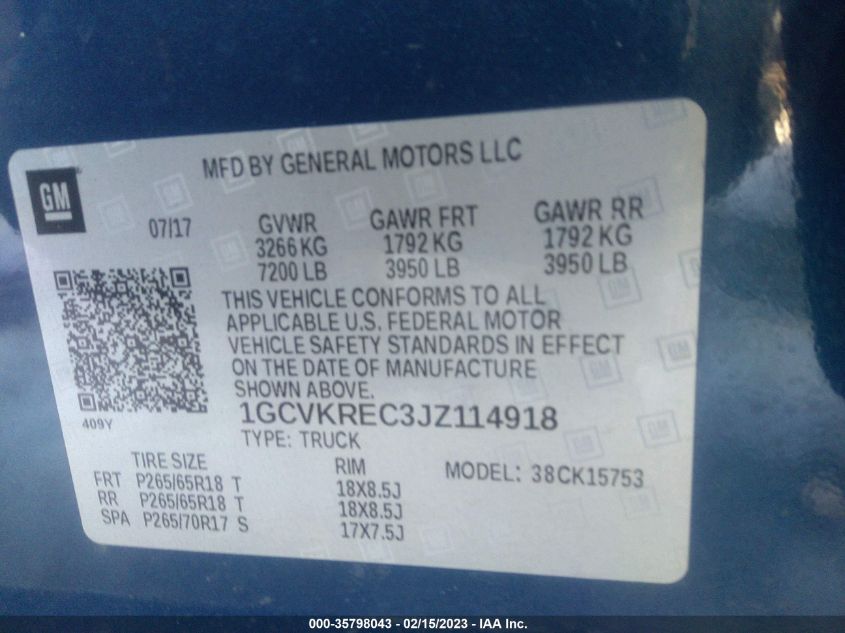 MFD BY GENERAL MOTORS LLC
GM
07/17 GVWR GAWR FRT GAWR RR
3266 KG 1792 KG 1792 KG
7200 LB 3950 LB 3950 LB
THIS VEHICLE CONFORMS TO ALL
APPLICABLE U.S. FEDERAL MOTOR
VEHICLE SAFETY STANDARDS IN EFFECT
ON THE DATE OF MANUFACTURE
SHOWN ABOVE.
409Y
1GCVKREC3JZ114918
TYPE: TRUCK
TIRE SIZE RIM MODEL: 38CK15753
FRT P265/65R18 T 18X8.5J
RR P265/65R18 T 18X8.5J
SPA P265/70R17 S 17X7.5J
000-35798043 - 02/15/2023 - IAA Inc.